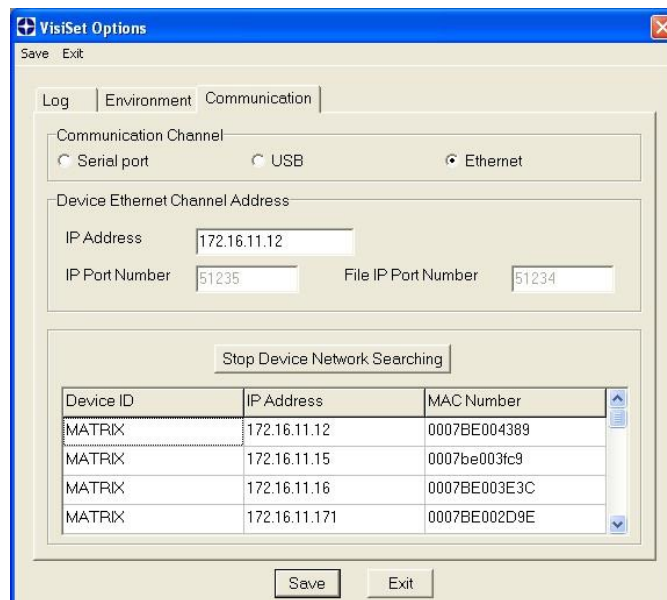 VisiSet Options
Save Exit
Log Environment Communication
Communication Channel
Serial port USB Ethernet
Device Ethernet Channel Address
IP Address 172.16.11.12
IP Port Number 51235 File IP Port Number 51234
Stop Device Network Searching
Device ID IP Address MAC Number
MATRIX 172.16.11.12 0007BE004389
MATRIX 172.16.11.15 0007be003fc9
MATRIX 172.16.11.16 0007BE003E3C
MATRIX 172.16.11.171 0007BE002D9E
Save Exit